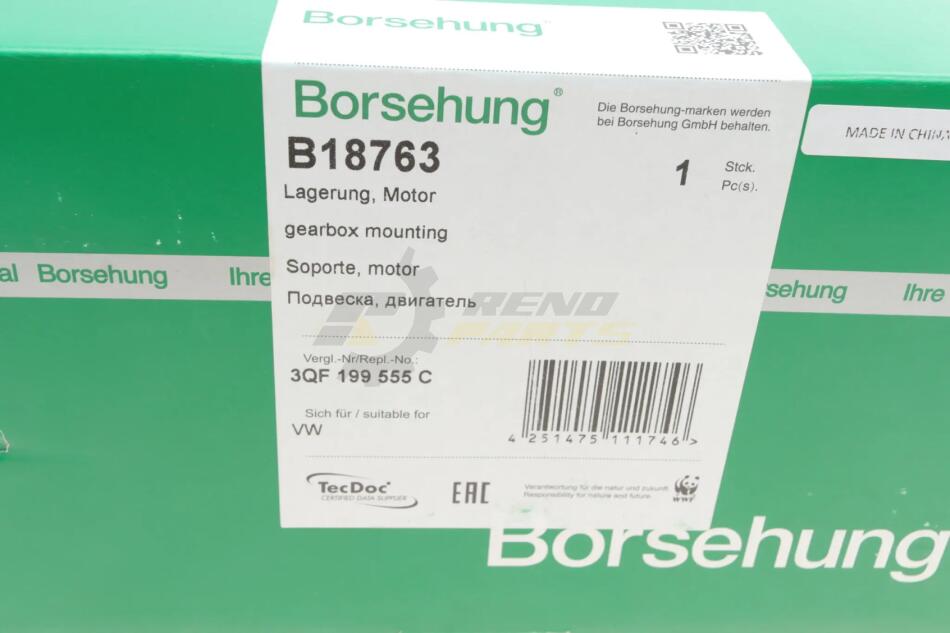 Borsehung
Borsehung®
Die Borsehung-marken werden
bei Borsehung GmbH behalten.
MADE IN CHINA
B18763
1 Stck.
Pc(s).
Lagerung, Motor
gearbox mounting
Soporte, motor
Подвеска, двигатель
al Borsehung Ihre
sehung Ihre
RENO
PARTS
Vergl.-Nr/Repl.-No.:
3QF 199 555 C
Sich für / suitable for
VW
4 251475 111746 >
TecDoc
CERTIFIED DATA SUPPLIER
EAC
Verantwortung für die natur und zukunft.
Responsibility for nature and future.
WWF
Borsehung